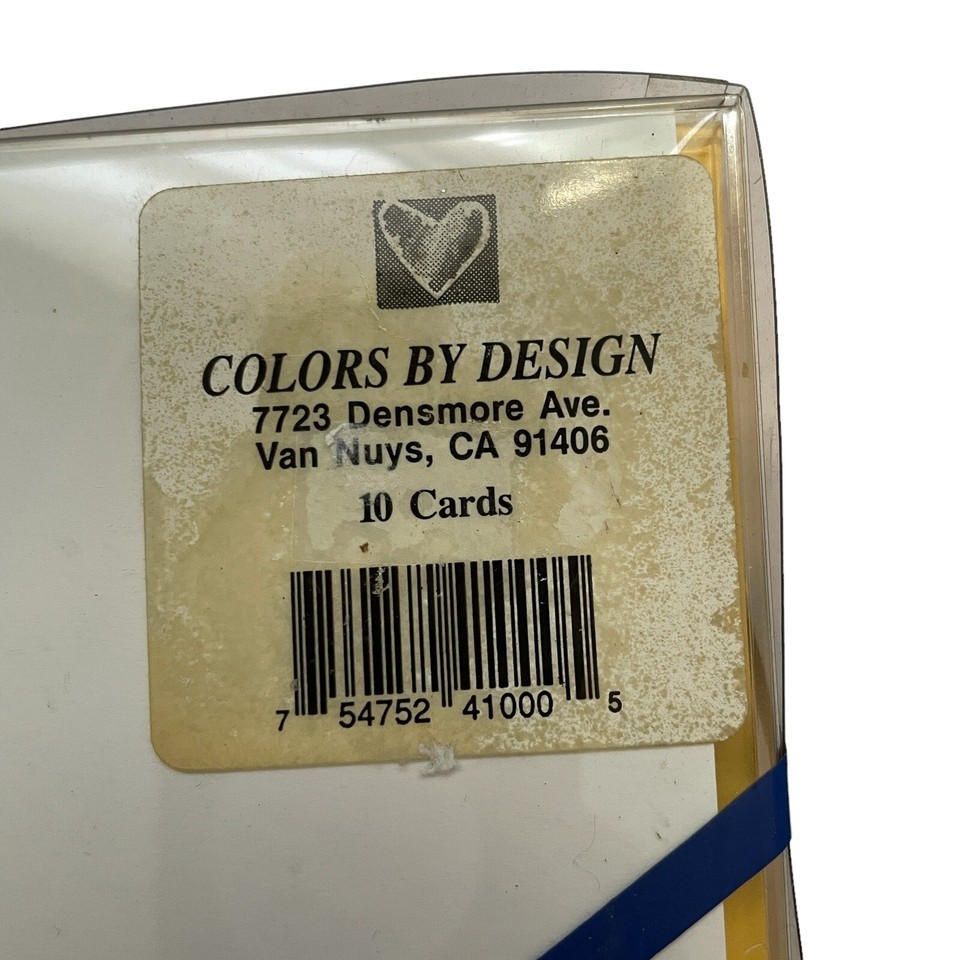 COLORS BY DESIGN
7723 Densmore Ave.
Van Nuys, CA 91406
10 Cards
7 54752 41000 5